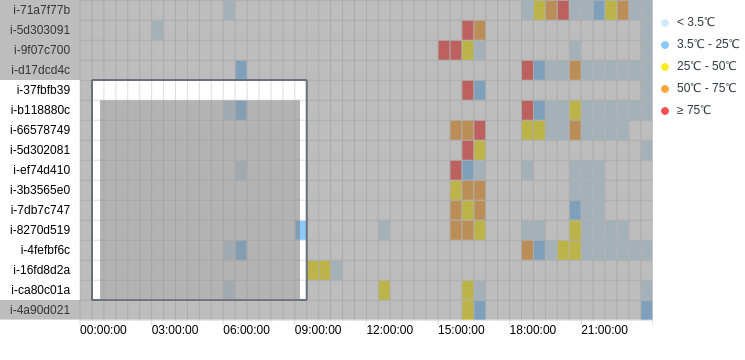 i-71a7f77b
i-5d303091
i-9f07c700
i-d17dcd4c
i-37fbfb39
i-b118880c
i-66578749
i-5d302081
i-ef74d410
i-3b3565e0
i-7db7c747
i-8270d519
i-4fefbf6c
i-16fd8d2a
i-ca80c01a
i-4a90d021
00:00:00 03:00:00 06:00:00 09:00:00 12:00:00 15:00:00 18:00:00 21:00:00
< 3.5℃
3.5℃ - 25℃
25℃ - 50℃
50℃ - 75℃
≥ 75℃